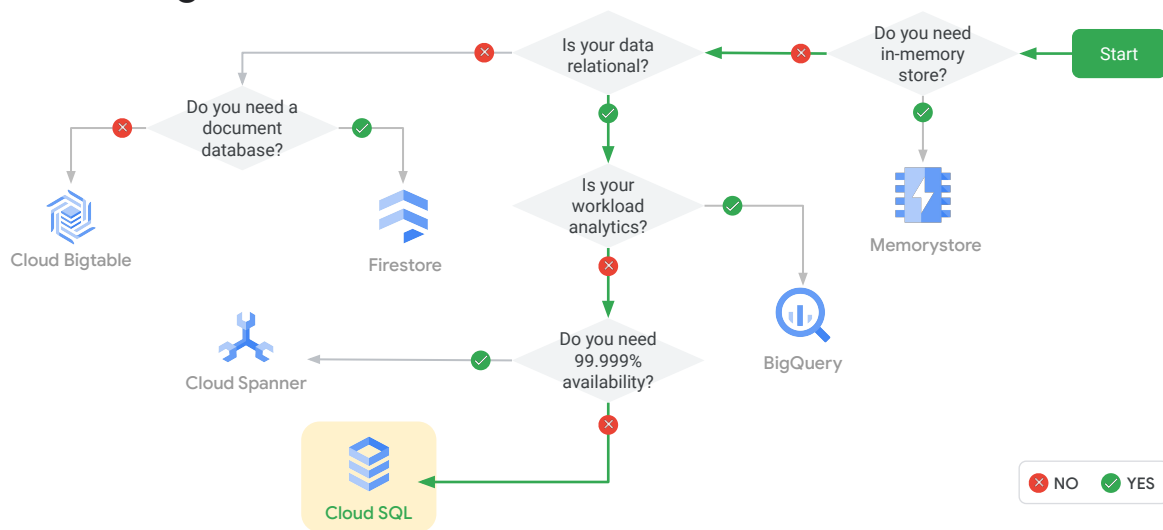 Do you need
in-memory
store?
Start
Is your data
relational?
Do you need a
document
database?
Is your
workload
analytics?
Cloud Bigtable
Firestore
Memorystore
Do you need
99.999%
availability?
BigQuery
Cloud Spanner
Cloud SQL
NO
YES